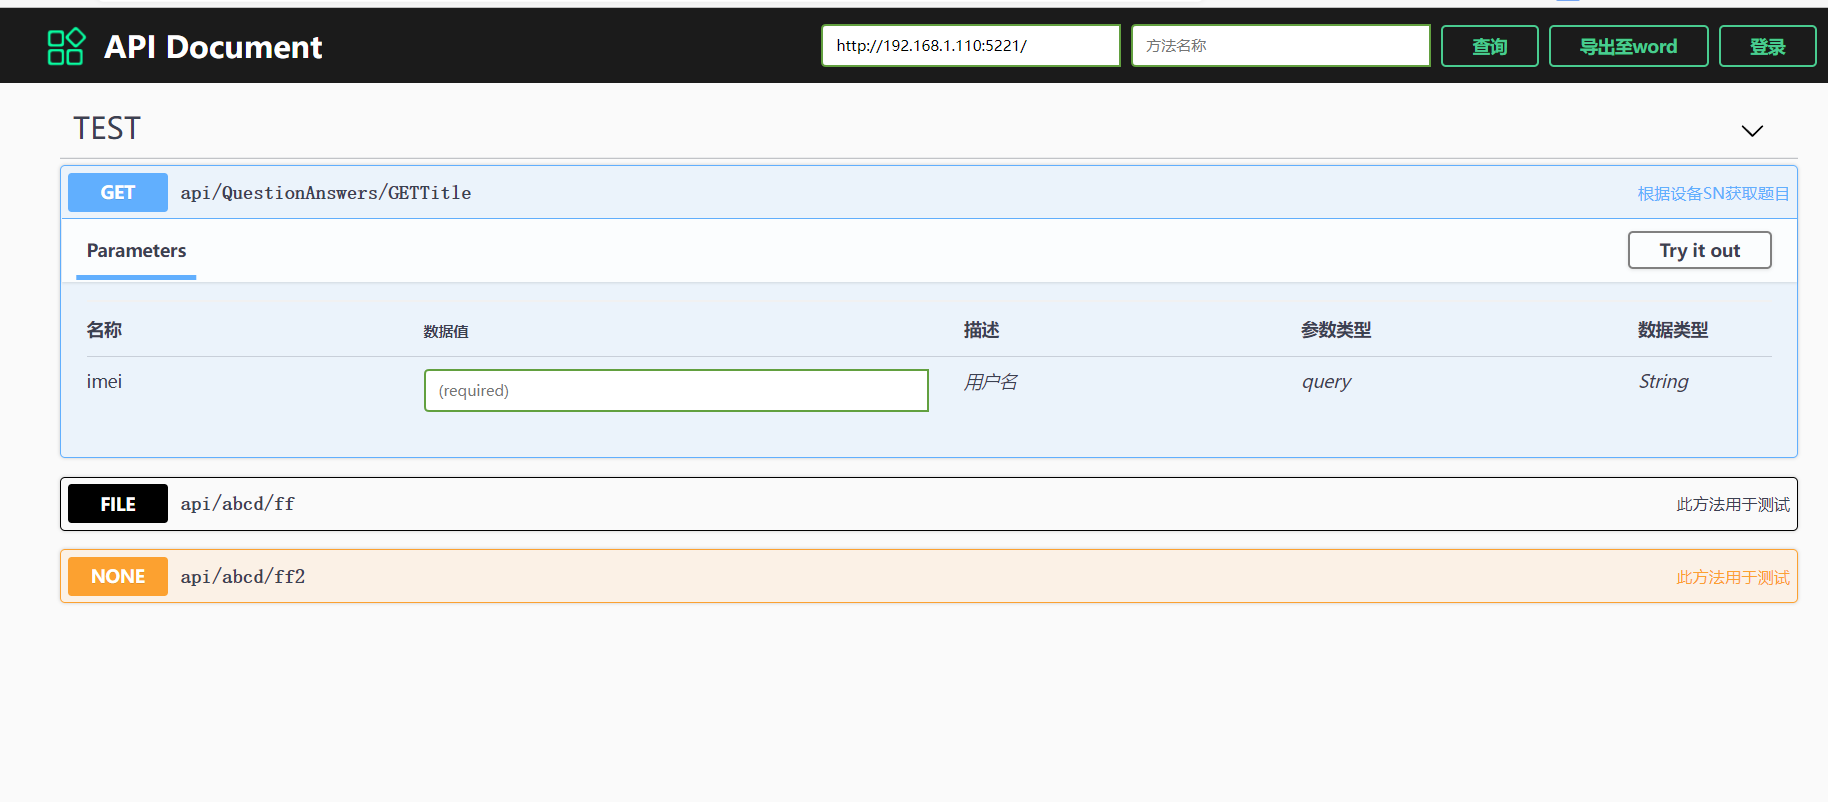 API Document
http://192.168.1.110:5221/
方法名称
查询
导出至word
登录
TEST
GET api/QuestionAnswers/GETTitle 根据设备SN获取题目
Parameters Try it out
名称 数据值 描述 参数类型 数据类型
imei (required) 用户名 query String
FILE api/abcd/ff 此方法用于测试
NONE api/abcd/ff2 此方法用于测试